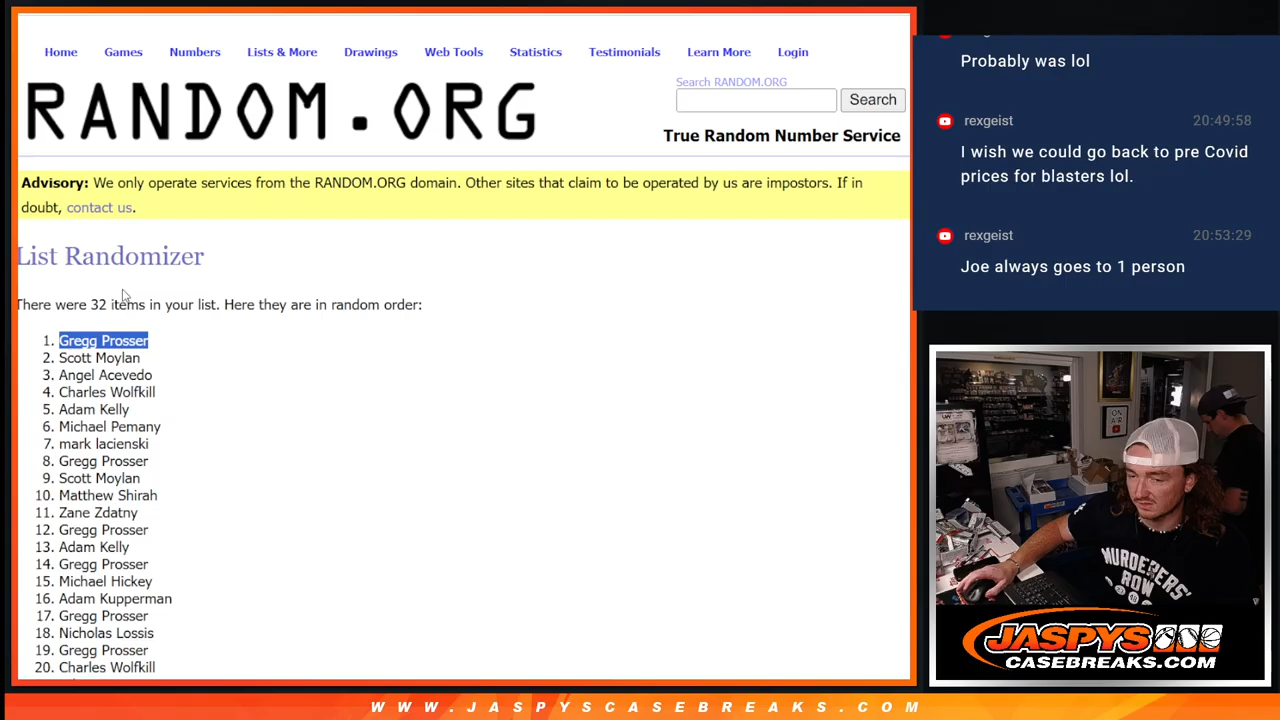 Home Games Numbers Lists & More Drawings Web Tools Statistics Testimonials Learn More Login
RANDOM.ORG
Search RANDOM.ORG
Search
True Random Number Service
Advisory: We only operate services from the RANDOM.ORG domain. Other sites that claim to be operated by us are impostors. If in
doubt, contact us.
List Randomizer
There were 32 items in your list. Here they are in random order:
1. Gregg Prosser
2. Scott Moylan
3. Angel Acevedo
4. Charles Wolfkill
5. Adam Kelly
6. Michael Pemany
7. mark lacienski
8. Gregg Prosser
9. Scott Moylan
10. Matthew Shirah
11. Zane Zdatny
12. Gregg Prosser
13. Adam Kelly
14. Gregg Prosser
15. Michael Hickey
16. Adam Kupperman
17. Gregg Prosser
18. Nicholas Lossis
19. Gregg Prosser
20. Charles Wolfkill
Probably was lol
rexgeist 20:49:58
I wish we could go back to pre Covid
prices for blasters lol.
rexgeist 20:53:29
Joe always goes to 1 person
ON
AIR
MURDERERS'
ROW
JASPYS
CASEBREAKS.COM
WWW.JASPYSCASEBREAKS.COM